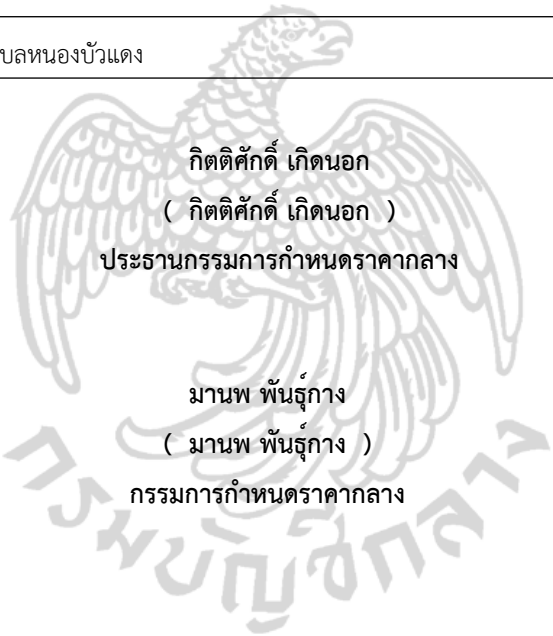 บลหนองบัวแดง
กิตติศักดิ์ เกิดนอก
( กิตติศักดิ์ เกิดนอก )
ประธานกรรมการกำหนดราคากลาง
มานพ พันธุ์กาง
( มานพ พันธุ์กาง )
กรรมการกำหนดราคากลาง
กรมบัญชีกลาง